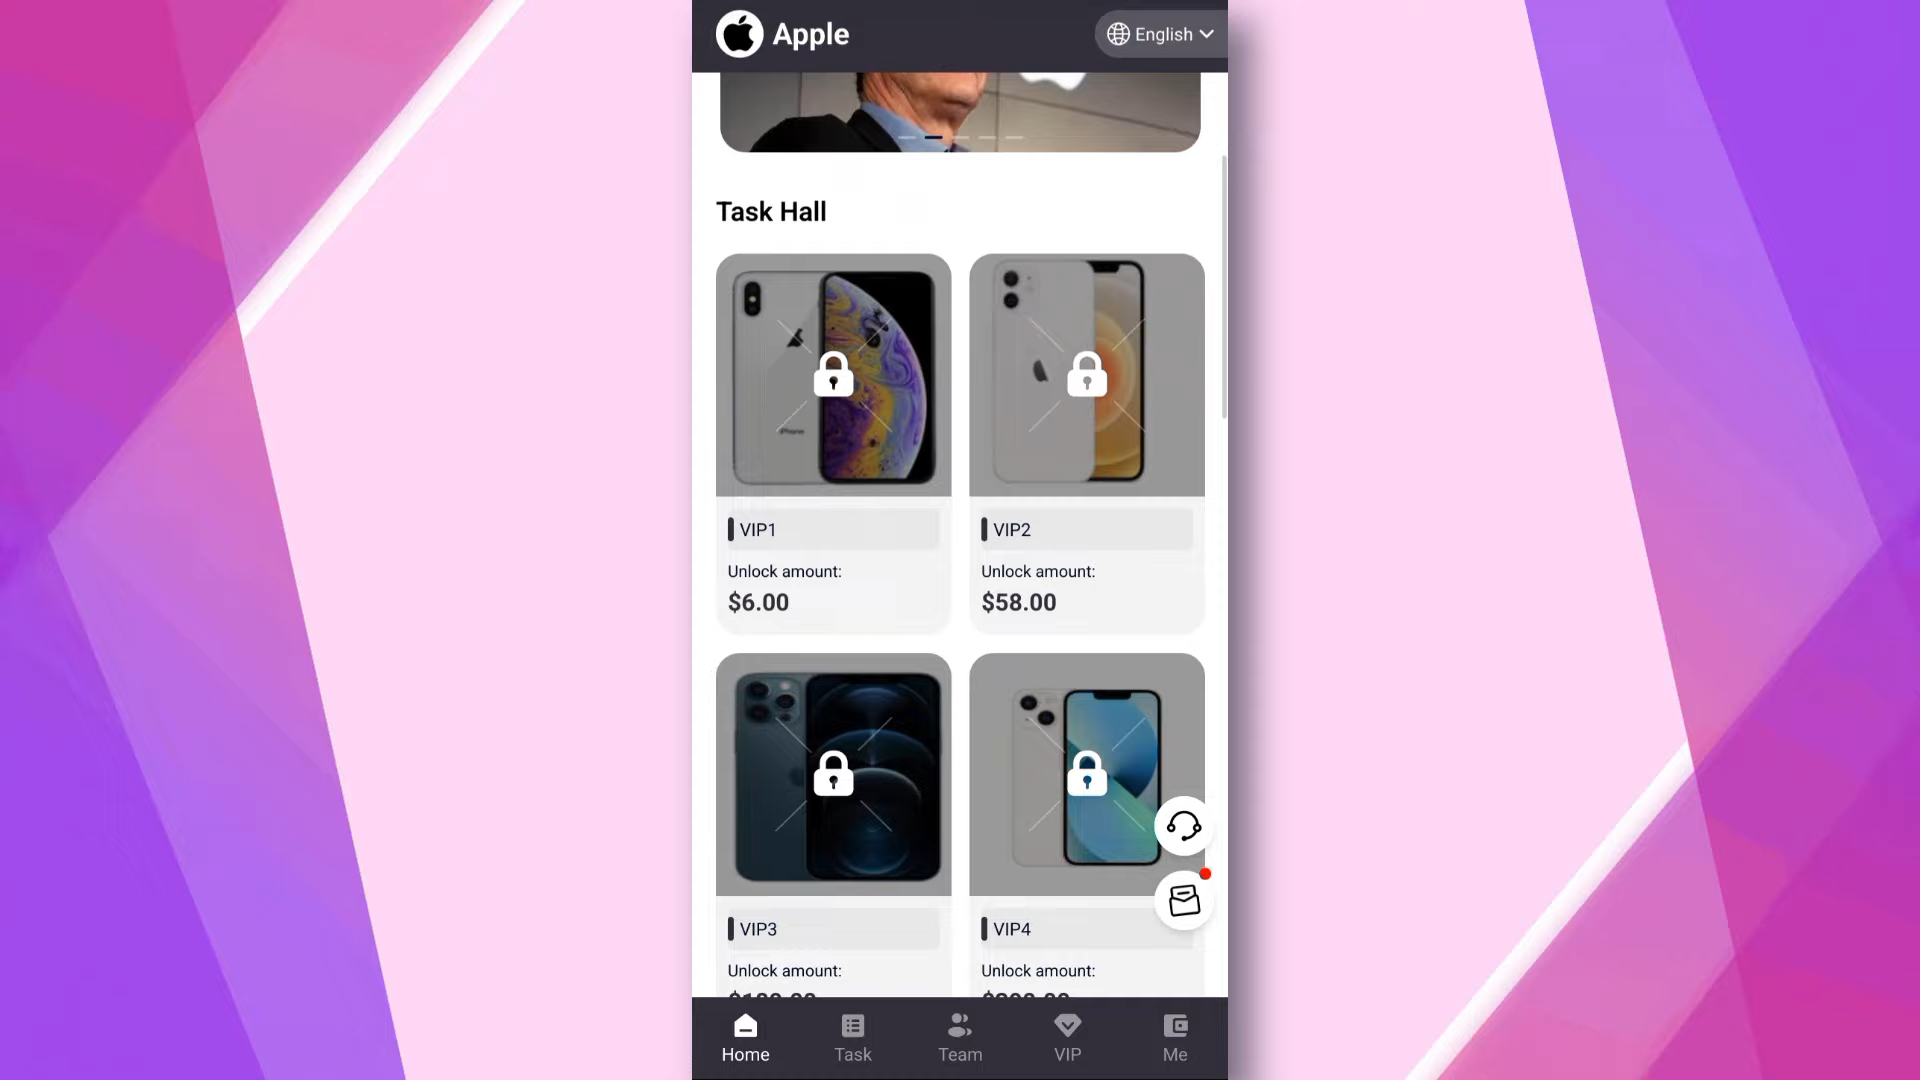 Apple
English
Task Hall
VIP1
VIP2
Unlock amount:
Unlock amount:
$6.00
$58.00
iPhone
VIP3
VIP4
Unlock amount:
Unlock amount:
Home
Task
Team
VIP
Me